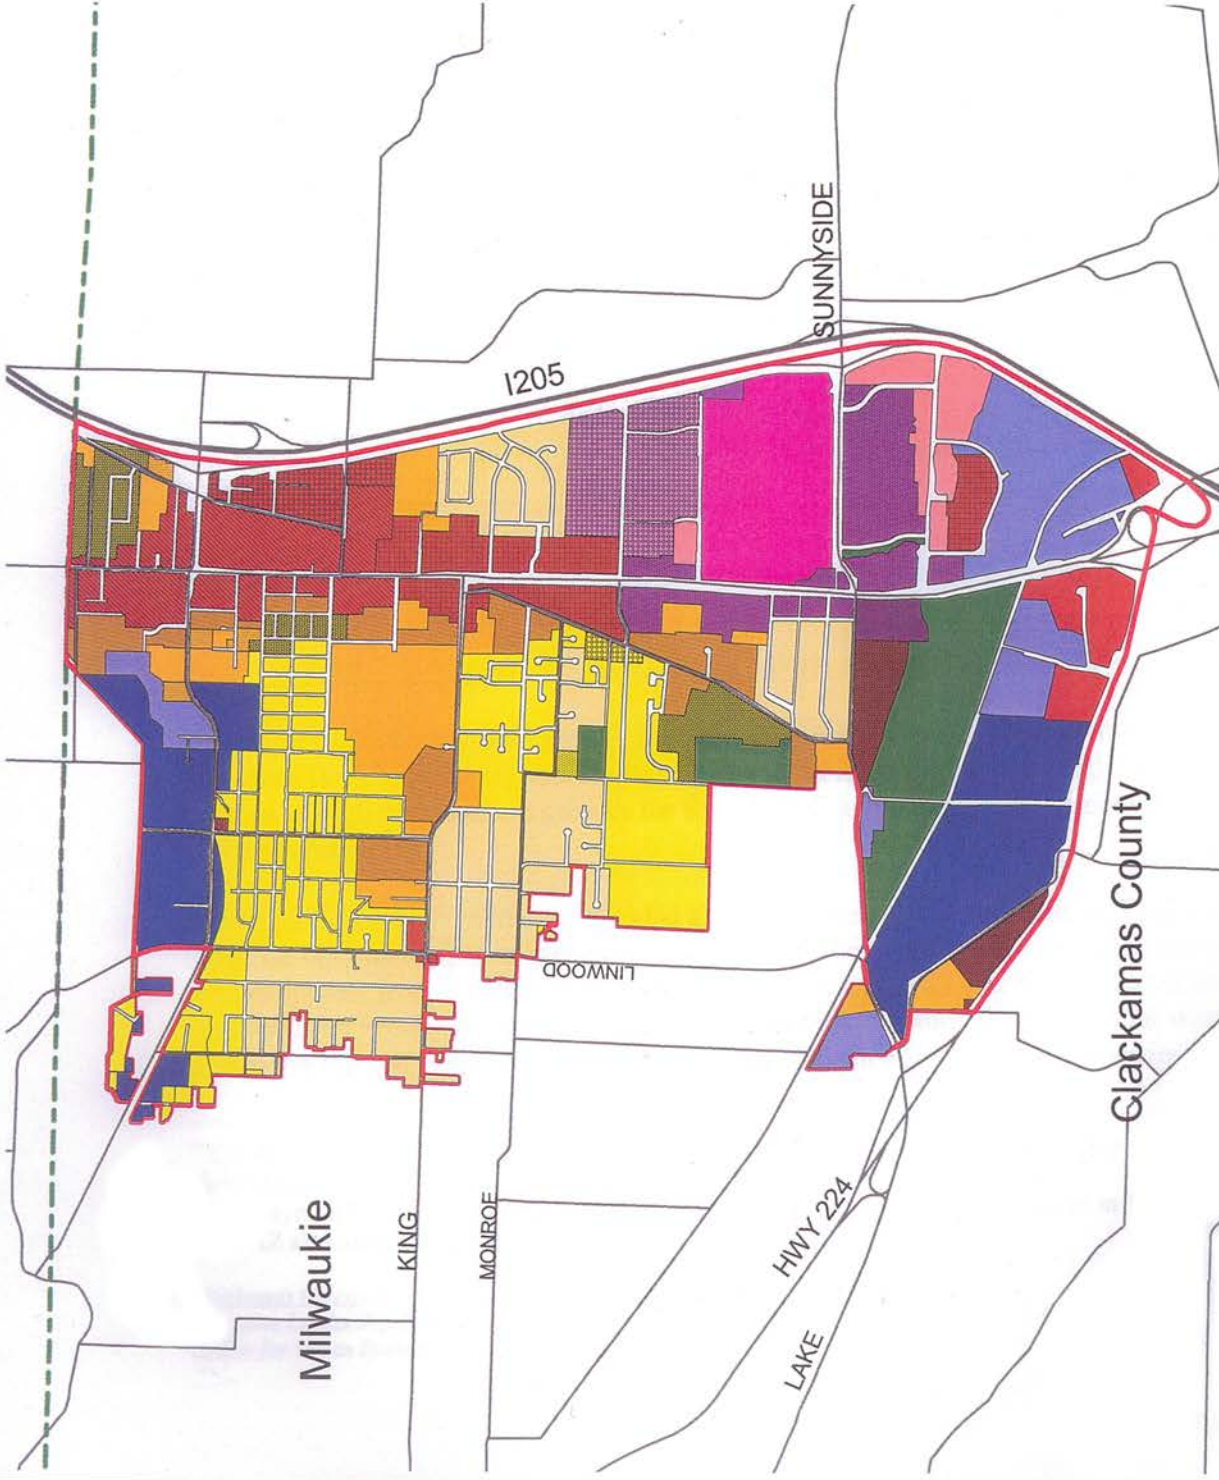 SUNNYSIDE
I205
LINWOOD
Clackamas County
Milwaukie
KING
MONROE
HWY 224
LAKE